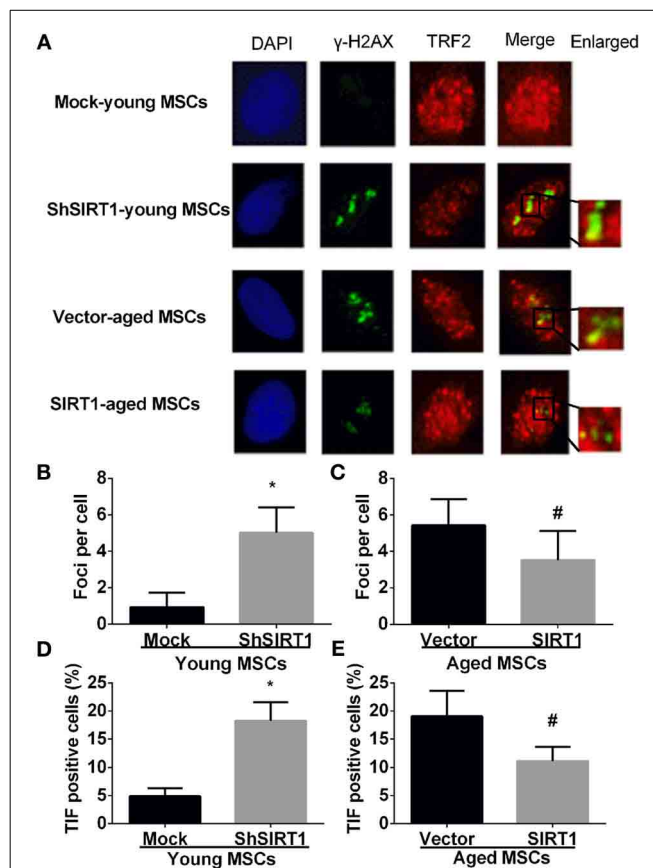 A
DAPI γ-H2AX TRF2 Merge Enlarged
Mock-young MSCs
ShSIRT1-young MSCs
Vector-aged MSCs
SIRT1-aged MSCs
B
Foci per cell
8
6
4
2
0
*
Mock ShSIRT1
Young MSCs
C
Foci per cell
8
6
4
2
0
#
Vector SIRT1
Aged MSCs
D
TIF positive cells (%)
25
20
15
10
5
0
*
Mock ShSIRT1
Young MSCs
E
TIF positive cells (%)
25
20
15
10
5
0
#
Vector SIRT1
Aged MSCs